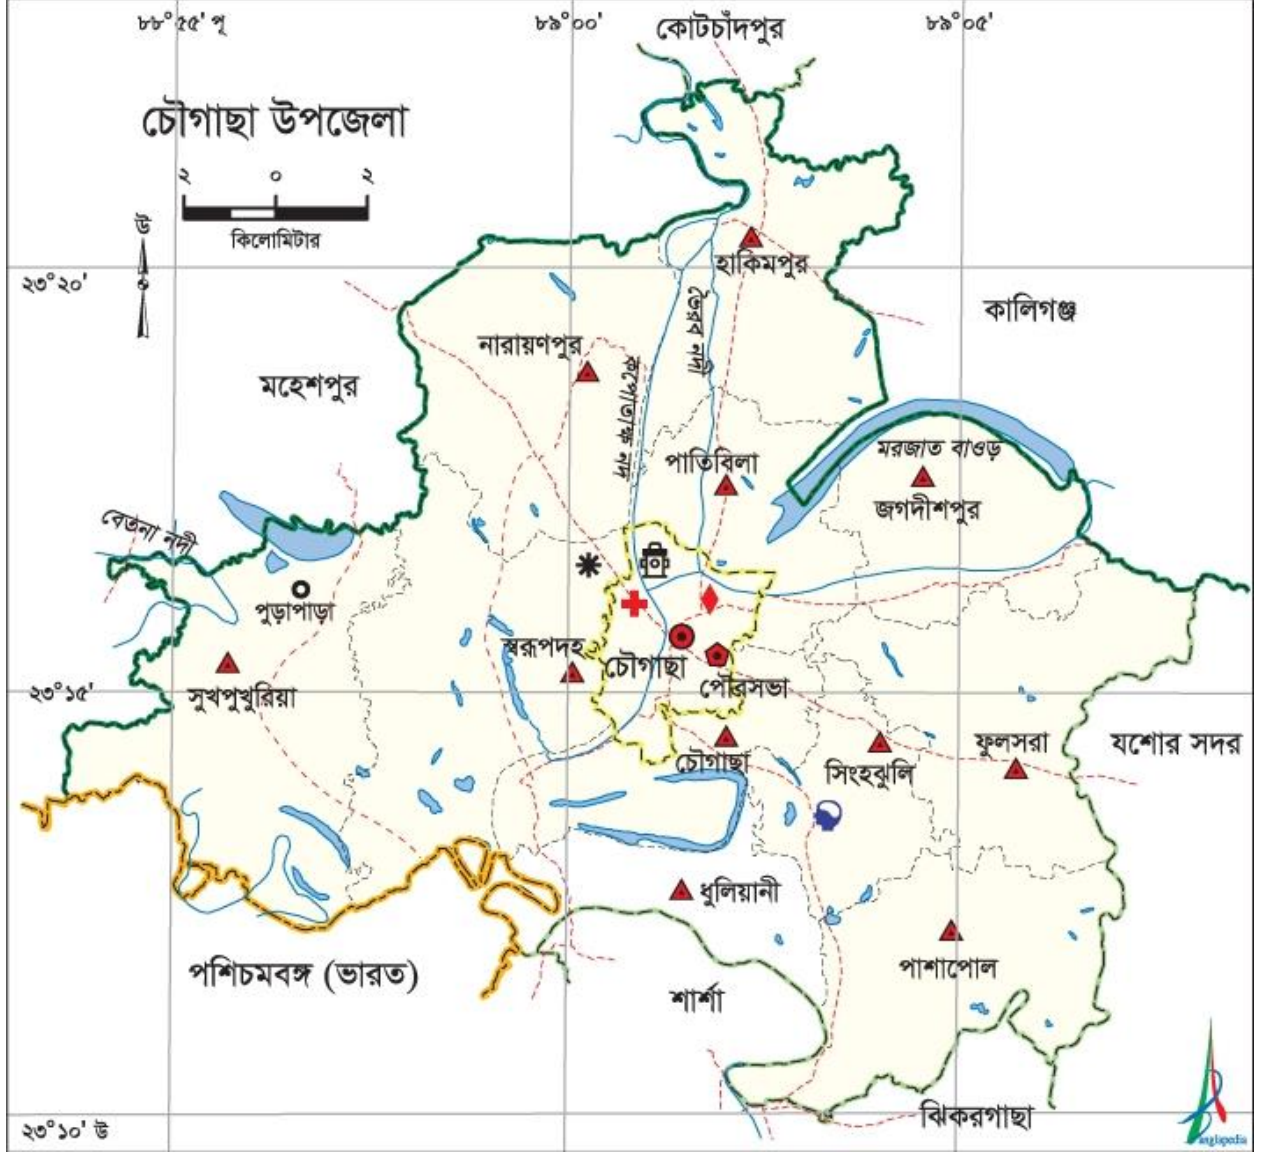 ৮৮°৫৫' পূ
৮৯°০০'
৮৯°০৫'
কোটচাঁদপুর
চৌগাছা উপজেলা
২ ০ ২
কিলোমিটার
উ
হাকিমপুর
২৩°২০'
কালিগঞ্জ
ভৈরব নদী
নারায়ণপুর
কপোতাক্ষ নদ
মহেশপুর
মরজাত বাওড়
পাতিবিলা
জগদীশপুর
বেতনা নদী
পুড়াপাড়া
স্বরূপদহ
চৌগাছা
পৌরসভা
২৩°১৫'
সুখপুখুরিয়া
চৌগাছা
সিংহঝুলি
ফুলসরা
যশোর সদর
ধুলিয়ানী
পশ্চিমবঙ্গ (ভারত)
পাশাপোল
শার্শা
ঝিকরগাছা
২৩°১০' উ
anglapedia